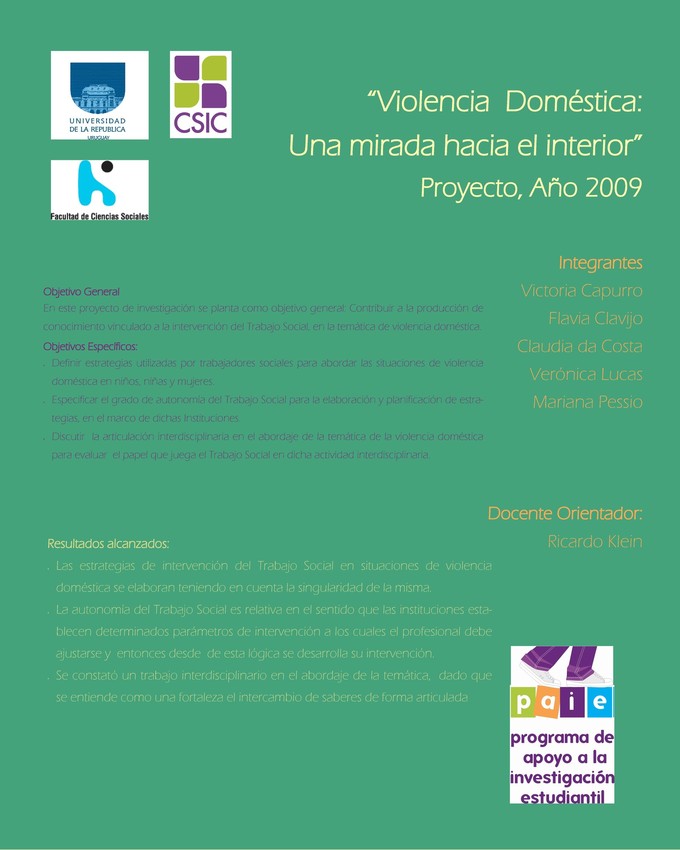 UNIVERSIDAD
DE LA REPUBLICA
URUGUAY
CSIC
Facultad de Ciencias Sociales
“Violencia Doméstica:
Una mirada hacia el interior”
Proyecto, Año 2009
Integrantes
Victoria Capurro
Flavia Clavijo
Claudia da Costa
Verónica Lucas
Mariana Pessio
Objetivo General
En este proyecto de investigación se planta como objetivo general: Contribuir a la producción de
conocimiento vinculado a la intervención del Trabajo Social, en la temática de violencia doméstica.
Objetivos Específicos:
. Definir estrategias utilizadas por trabajadores sociales para abordar las situaciones de violencia
doméstica en niños, niñas y mujeres.
. Especificar el grado de autonomía del Trabajo Social para la elaboración y planificación de estra-
tegias, en el marco de dichas Instituciones.
. Discutir la articulación interdisciplinaria en el abordaje de la temática de la violencia doméstica
para evaluar el papel que juega el Trabajo Social en dicha actividad interdisciplinaria.
Docente Orientador:
Ricardo Klein
Resultados alcanzados:
. Las estrategias de intervención del Trabajo Social en situaciones de violencia
doméstica se elaboran teniendo en cuenta la singularidad de la misma.
. La autonomía del Trabajo Social es relativa en el sentido que las instituciones esta-
blecen determinados parámetros de intervención a los cuales el profesional debe
ajustarse y entonces desde de esta lógica se desarrolla su intervención.
. Se constató un trabajo interdisciplinario en el abordaje de la temática, dado que
se entiende como una fortaleza el intercambio de saberes de forma articulada
paie
programa de
apoyo a la
investigación
estudiantil